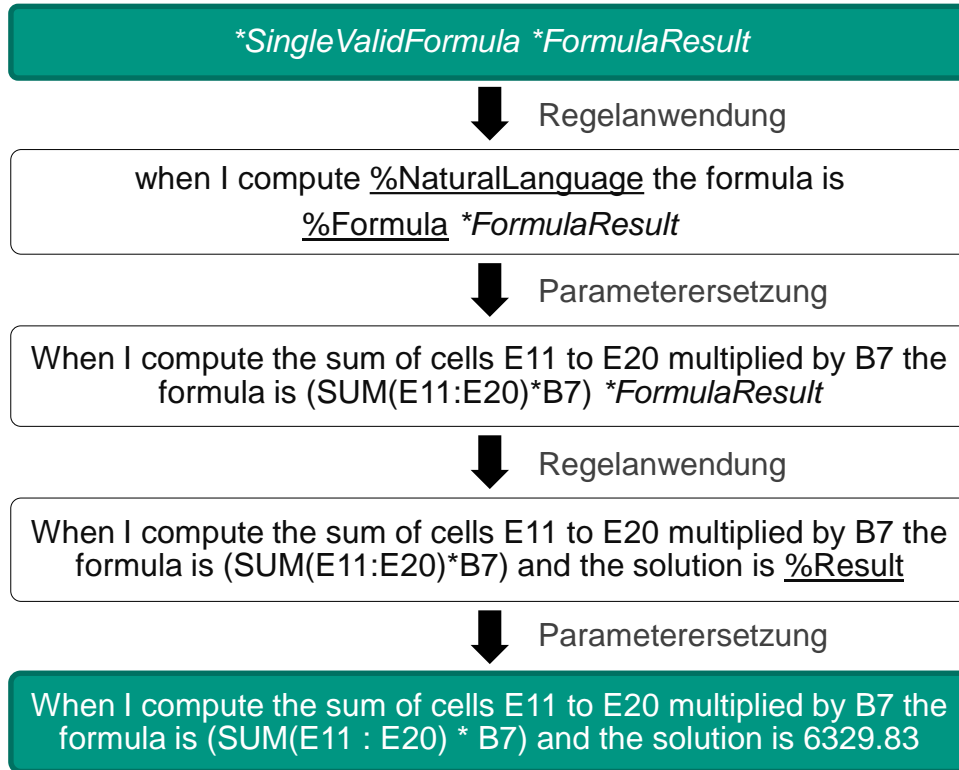 *SingleValidFormula *FormulaResult
Regelanwendung
when I compute %NaturalLanguage the formula is
%Formula *FormulaResult
Parameterersetzung
When I compute the sum of cells E11 to E20 multiplied by B7 the
formula is (SUM(E11:E20)*B7) *FormulaResult
Regelanwendung
When I compute the sum of cells E11 to E20 multiplied by B7 the
formula is (SUM(E11:E20)*B7) and the solution is %Result
Parameterersetzung
When I compute the sum of cells E11 to E20 multiplied by B7 the
formula is (SUM(E11 : E20) * B7) and the solution is 6329.83